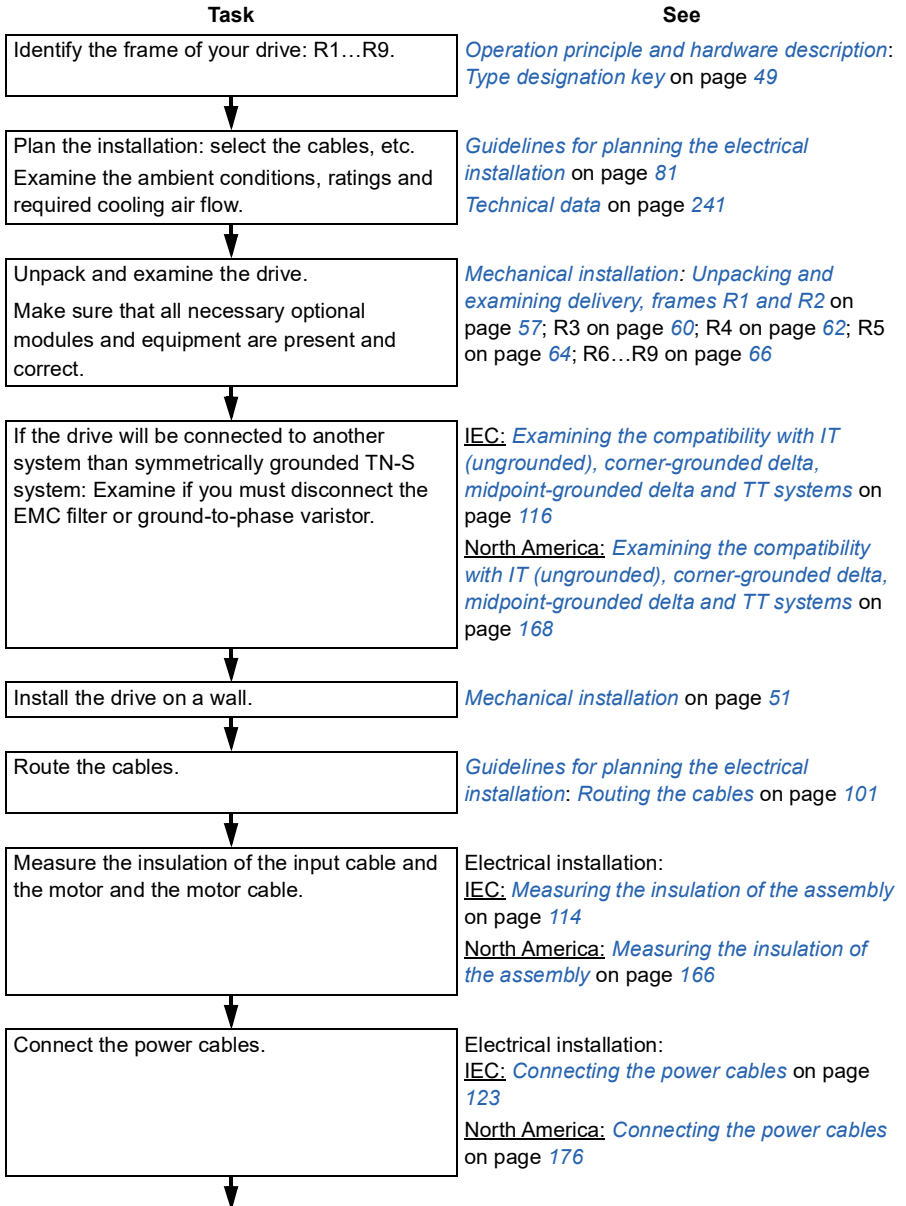 Task
See
Identify the frame of your drive: R1…R9.
Operation principle and hardware description:
Type designation key on page 49
Plan the installation: select the cables, etc.
Examine the ambient conditions, ratings and
required cooling air flow.
Guidelines for planning the electrical
installation on page 81
Technical data on page 241
Unpack and examine the drive.
Make sure that all necessary optional
modules and equipment are present and
correct.
Mechanical installation: Unpacking and
examining delivery, frames R1 and R2 on
page 57; R3 on page 60; R4 on page 62; R5
on page 64; R6…R9 on page 66
If the drive will be connected to another
system than symmetrically grounded TN-S
system: Examine if you must disconnect the
EMC filter or ground-to-phase varistor.
IEC: Examining the compatibility with IT
(ungrounded), corner-grounded delta,
midpoint-grounded delta and TT systems on
page 116
North America: Examining the compatibility
with IT (ungrounded), corner-grounded delta,
midpoint-grounded delta and TT systems on
page 168
Install the drive on a wall.
Mechanical installation on page 51
Route the cables.
Guidelines for planning the electrical
installation: Routing the cables on page 101
Measure the insulation of the input cable and
the motor and the motor cable.
Electrical installation:
IEC: Measuring the insulation of the assembly
on page 114
North America: Measuring the insulation of
the assembly on page 166
Connect the power cables.
Electrical installation:
IEC: Connecting the power cables on page
123
North America: Connecting the power cables
on page 176